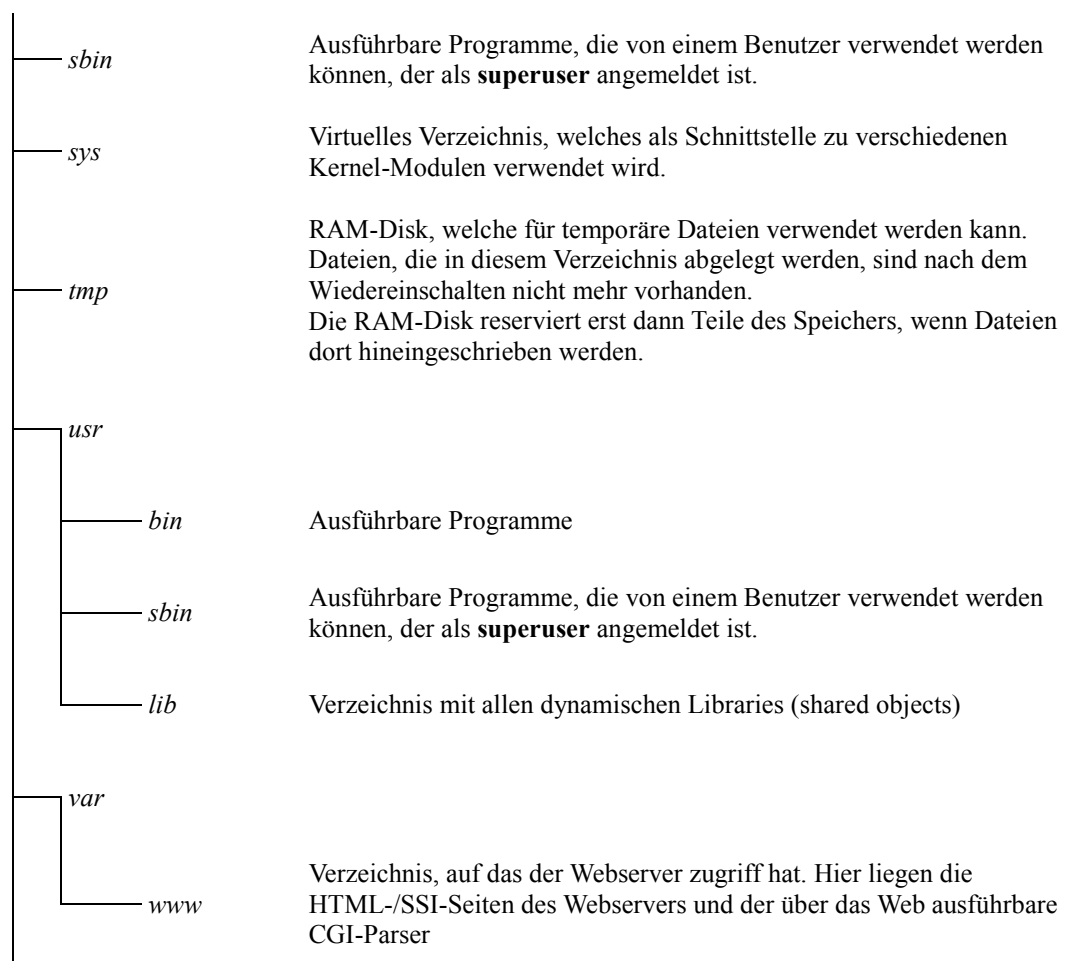 sbin
Ausführbare Programme, die von einem Benutzer verwendet werden
können, der als superuser angemeldet ist.
sys
Virtuelles Verzeichnis, welches als Schnittstelle zu verschiedenen
Kernel-Modulen verwendet wird.
tmp
RAM-Disk, welche für temporäre Dateien verwendet werden kann.
Dateien, die in diesem Verzeichnis abgelegt werden, sind nach dem
Wiedereinschalten nicht mehr vorhanden.
Die RAM-Disk reserviert erst dann Teile des Speichers, wenn Dateien
dort hineingeschrieben werden.
usr
bin
Ausführbare Programme
sbin
Ausführbare Programme, die von einem Benutzer verwendet werden
können, der als superuser angemeldet ist.
lib
Verzeichnis mit allen dynamischen Libraries (shared objects)
var
www
Verzeichnis, auf das der Webserver zugriff hat. Hier liegen die
HTML-/SSI-Seiten des Webservers und der über das Web ausführbare
CGI-Parser